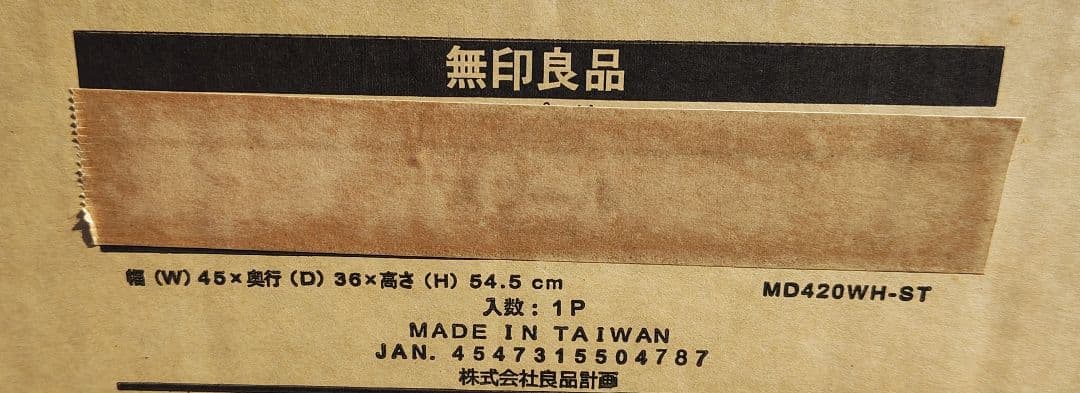 無印良品
幅（W）45×奥行（D）36×高さ（H）54.5 cm
MD420WH-ST
入数：1P
MADE IN TAIWAN
JAN. 4547315504787
株式会社良品計画